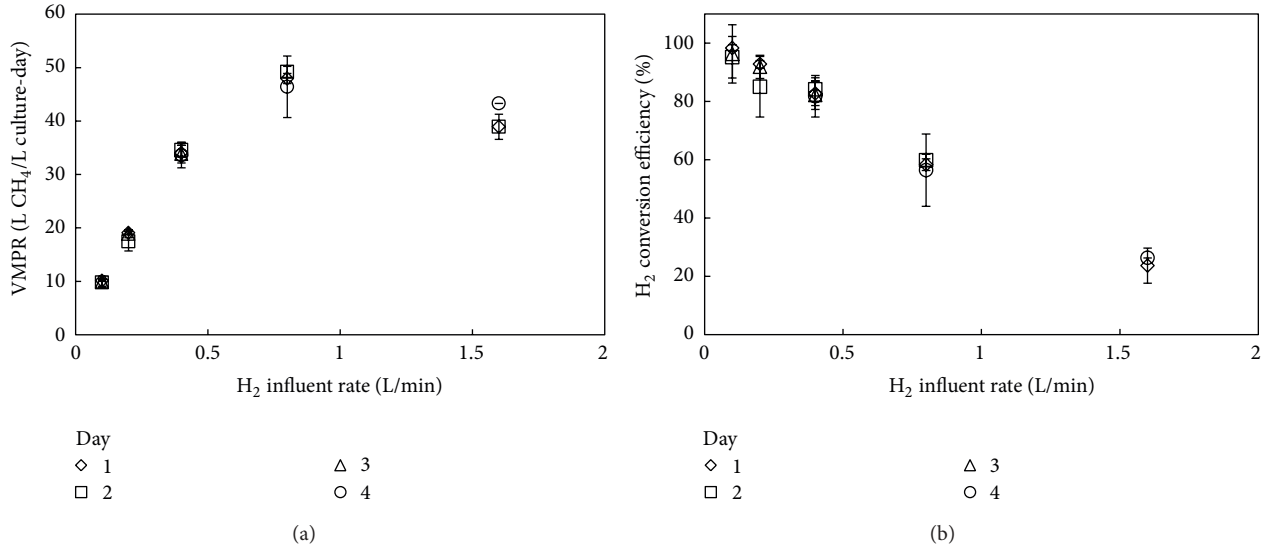 60
50
40
30
20
10
0
VMPR (L CH₄/L culture-day)
0 0.5 1 1.5 2
H₂ influent rate (L/min)
Day
1 3
2 4
(a)
100
80
60
40
20
0
H₂ conversion efficiency (%)
0 0.5 1 1.5 2
H₂ influent rate (L/min)
Day
1 3
2 4
(b)